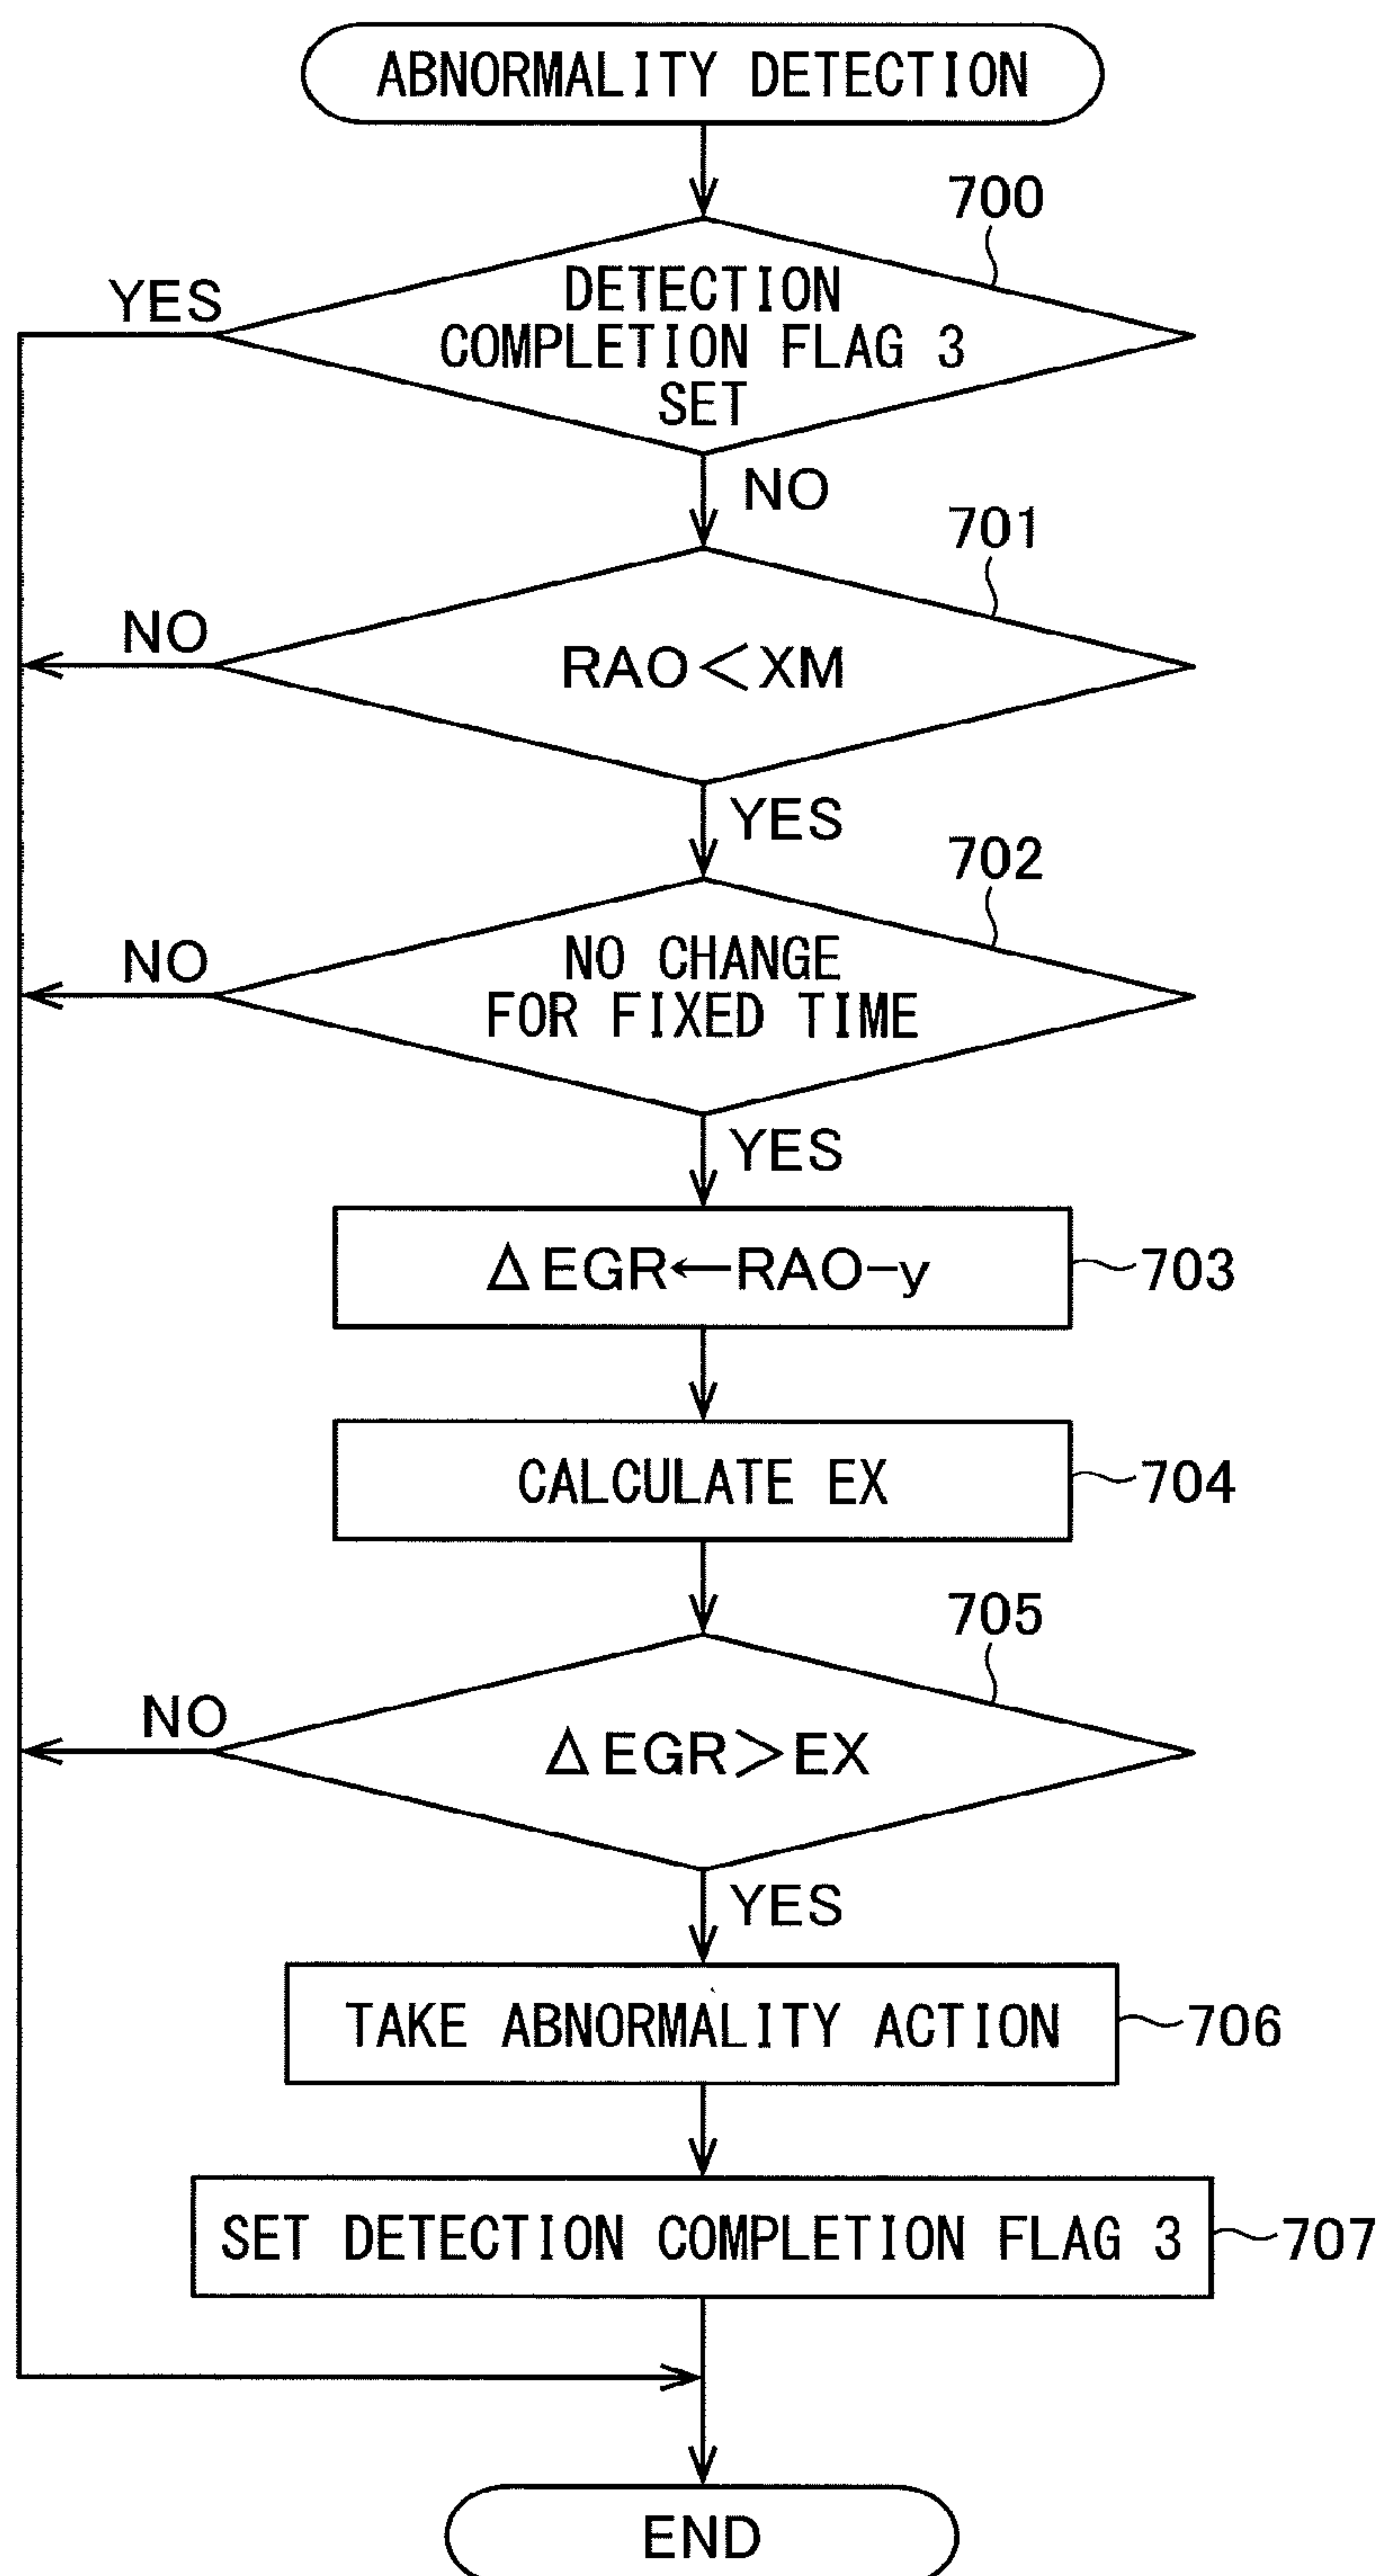 ABNORMALITY DETECTION
700
DETECTION
COMPLETION FLAG 3
SET
YES
NO
701
RAO<XM
NO
YES
702
NO CHANGE
FOR FIXED TIME
NO
YES
ΔEGR←RAO-y
703
CALCULATE EX
704
705
ΔEGR>EX
NO
YES
TAKE ABNORMALITY ACTION
706
SET DETECTION COMPLETION FLAG 3
707
END